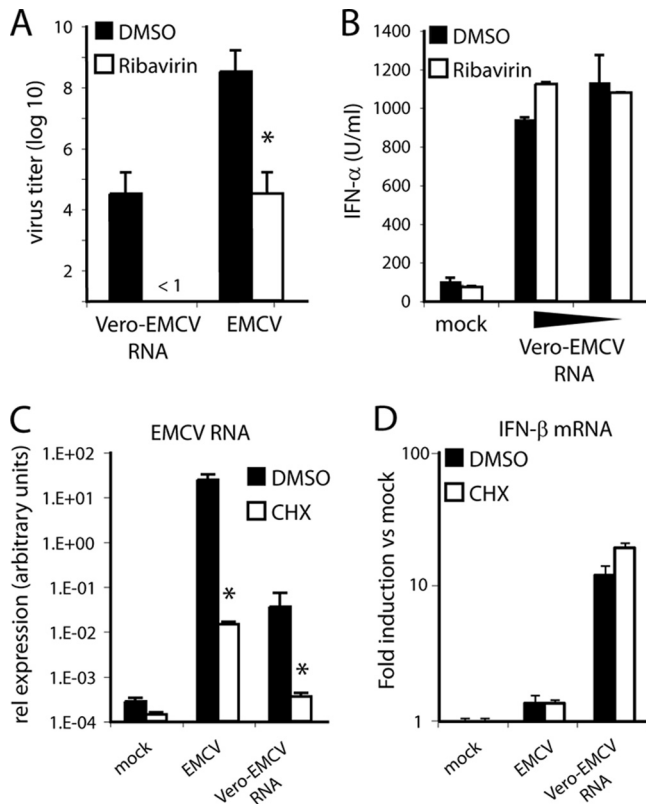 A
DMSO
Ribavirin
virus titer (log 10)
10
8
6
4
2
*
< 1
Vero-EMCV
RNA
EMCV
B
DMSO
Ribavirin
IFN-α (U/ml)
1400
1200
1000
800
600
400
200
0
mock
Vero-EMCV
RNA
C
EMCV RNA
DMSO
CHX
rel expression (arbitrary units)
1.E+02
1.E+01
1.E+00
1.E-01
1.E-02
1.E-03
1.E-04
*
*
mock
EMCV
Vero-EMCV
RNA
D
IFN-β mRNA
DMSO
CHX
Fold induction vs mock
100
10
1
mock
EMCV
Vero-EMCV
RNA